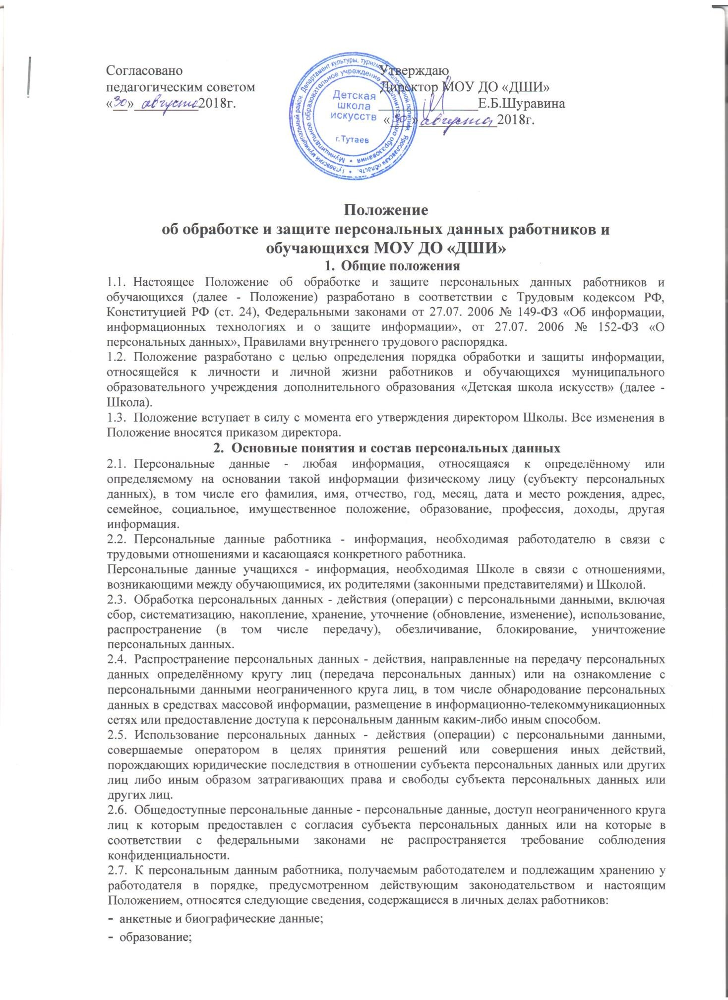 Согласовано
педагогическим советом
«30» августа 2018г.
Утверждаю
Директор МОУ ДО «ДШИ»
______________Е.Б.Шуравина
«30» августа 2018г.
Тутаевский муниципальный район. Департамент культуры, туризма и молодежной политики. Ярославская область.
Муниципальное образовательное учреждение дополнительного образования
Детская
школа
искусств
г.Тутаев
Положение
об обработке и защите персональных данных работников и
обучающихся МОУ ДО «ДШИ»
1. Общие положения
1.1. Настоящее Положение об обработке и защите персональных данных работников и
обучающихся (далее - Положение) разработано в соответствии с Трудовым кодексом РФ,
Конституцией РФ (ст. 24), Федеральными законами от 27.07. 2006 № 149-ФЗ «Об информации,
информационных технологиях и о защите информации», от 27.07. 2006 № 152-ФЗ «О
персональных данных», Правилами внутреннего трудового распорядка.
1.2. Положение разработано с целью определения порядка обработки и защиты информации,
относящейся к личности и личной жизни работников и обучающихся муниципального
образовательного учреждения дополнительного образования «Детская школа искусств» (далее -
Школа).
1.3. Положение вступает в силу с момента его утверждения директором Школы. Все изменения в
Положение вносятся приказом директора.
2. Основные понятия и состав персональных данных
2.1. Персональные данные - любая информация, относящаяся к определённому или
определяемому на основании такой информации физическому лицу (субъекту персональных
данных), в том числе его фамилия, имя, отчество, год, месяц, дата и место рождения, адрес,
семейное, социальное, имущественное положение, образование, профессия, доходы, другая
информация.
2.2. Персональные данные работника - информация, необходимая работодателю в связи с
трудовыми отношениями и касающаяся конкретного работника.
Персональные данные учащихся - информация, необходимая Школе в связи с отношениями,
возникающими между обучающимися, их родителями (законными представителями) и Школой.
2.3. Обработка персональных данных - действия (операции) с персональными данными, включая
сбор, систематизацию, накопление, хранение, уточнение (обновление, изменение), использование,
распространение (в том числе передачу), обезличивание, блокирование, уничтожение
персональных данных.
2.4. Распространение персональных данных - действия, направленные на передачу персональных
данных определённому кругу лиц (передача персональных данных) или на ознакомление с
персональными данными неограниченного круга лиц, в том числе обнародование персональных
данных в средствах массовой информации, размещение в информационно-телекоммуникационных
сетях или предоставление доступа к персональным данным каким-либо иным способом.
2.5. Использование персональных данных - действия (операции) с персональными данными,
совершаемые оператором в целях принятия решений или совершения иных действий,
порождающих юридические последствия в отношении субъекта персональных данных или других
лиц либо иным образом затрагивающих права и свободы субъекта персональных данных или
других лиц.
2.6. Общедоступные персональные данные - персональные данные, доступ неограниченного круга
лиц к которым предоставлен с согласия субъекта персональных данных или на которые в
соответствии с федеральными законами не распространяется требование соблюдения
конфиденциальности.
2.7. К персональным данным работника, получаемым работодателем и подлежащим хранению у
работодателя в порядке, предусмотренном действующим законодательством и настоящим
Положением, относятся следующие сведения, содержащиеся в личных делах работников:
- анкетные и биографические данные;
- образование;